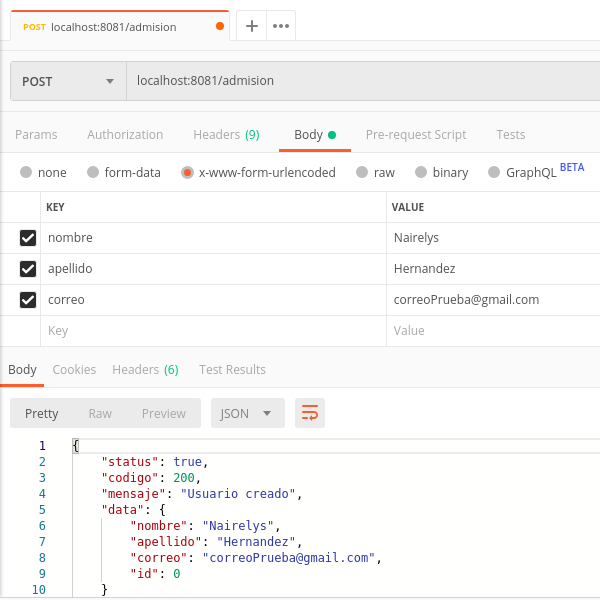 POST localhost:8081/admision
POST localhost:8081/admision
Params Authorization Headers (9) Body Pre-request Script Tests
none form-data x-www-form-urlencoded raw binary GraphQL BETA
KEY VALUE
nombre Nairelys
apellido Hernandez
correo correoPrueba@gmail.com
Key Value
Body Cookies Headers (6) Test Results
Pretty Raw Preview JSON
1 {
2 "status": true,
3 "codigo": 200,
4 "mensaje": "Usuario creado",
5 "data": {
6 "nombre": "Nairelys",
7 "apellido": "Hernandez",
8 "correo": "correoPrueba@gmail.com",
9 "id": 0
10 }